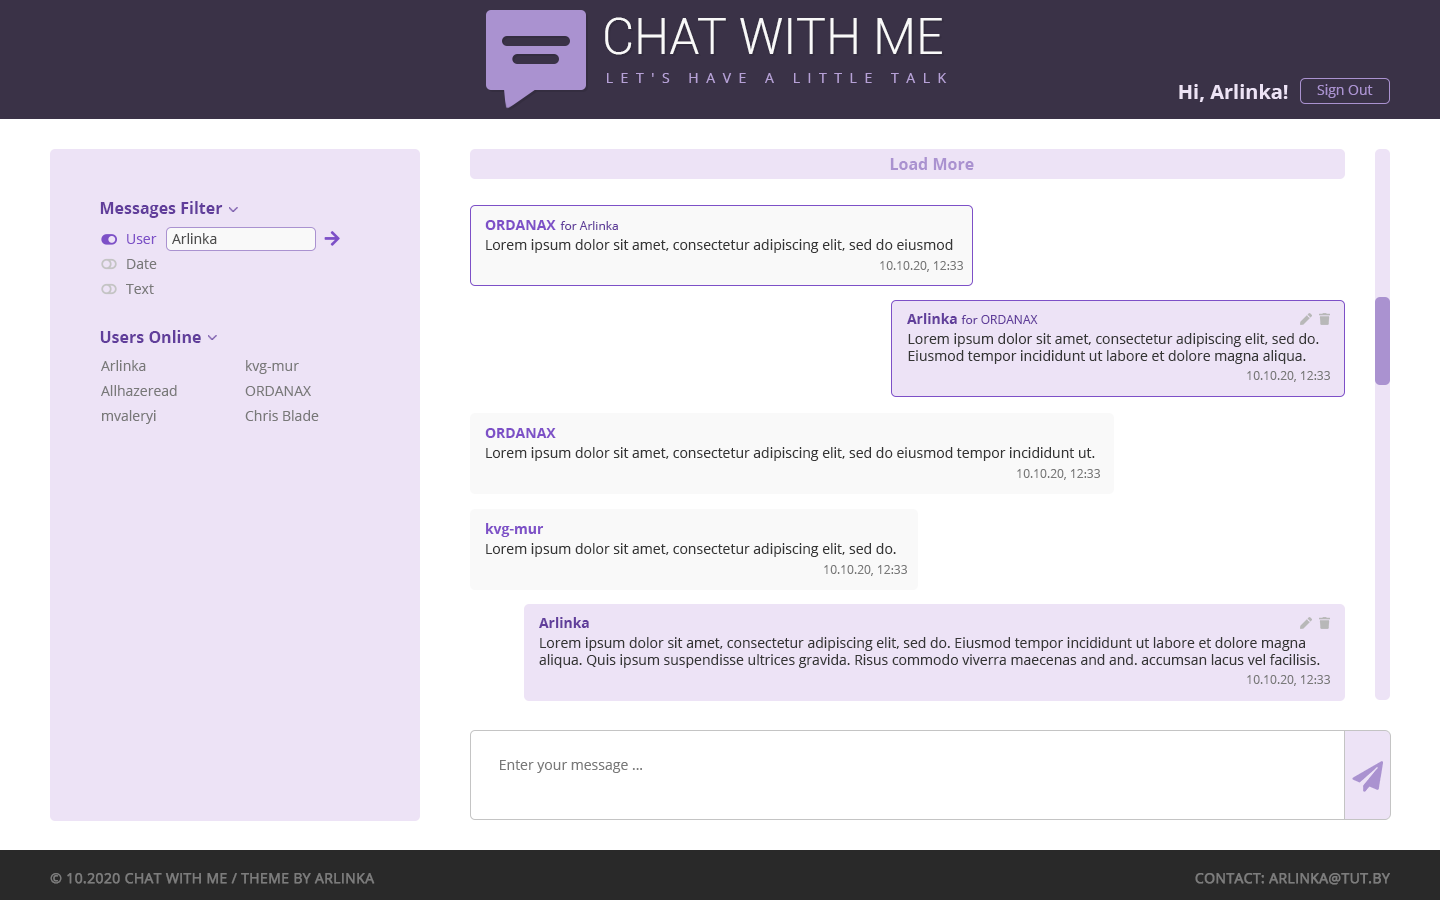 CHAT WITH ME
LET'S HAVE A LITTLE TALK
Hi, Arlinka!
Sign Out
Messages Filter
User
Arlinka
Date
Text
Users Online
Arlinka
kvg-mur
Allhazeread
ORDANAX
mvaleryi
Chris Blade
Load More
ORDANAX for Arlinka
Lorem ipsum dolor sit amet, consectetur adipiscing elit, sed do eiusmod
10.10.20, 12:33
Arlinka for ORDANAX
Lorem ipsum dolor sit amet, consectetur adipiscing elit, sed do.
Eiusmod tempor incididunt ut labore et dolore magna aliqua.
10.10.20, 12:33
ORDANAX
Lorem ipsum dolor sit amet, consectetur adipiscing elit, sed do eiusmod tempor incididunt ut.
10.10.20, 12:33
kvg-mur
Lorem ipsum dolor sit amet, consectetur adipiscing elit, sed do.
10.10.20, 12:33
Arlinka
Lorem ipsum dolor sit amet, consectetur adipiscing elit, sed do. Eiusmod tempor incididunt ut labore et dolore magna
aliqua. Quis ipsum suspendisse ultrices gravida. Risus commodo viverra maecenas and and. accumsan lacus vel facilisis.
10.10.20, 12:33
Enter your message ...
© 10.2020 CHAT WITH ME / THEME BY ARLINKA
CONTACT: ARLINKA@TUT.BY